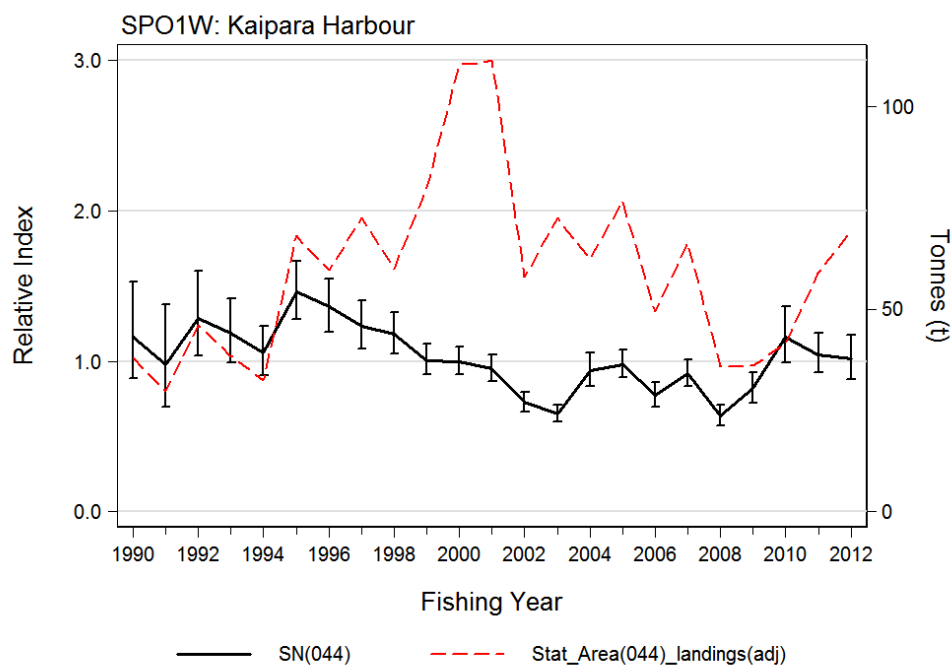 SPO1W: Kaipara Harbour
3.0
2.0
1.0
0.0
Relative Index
100
50
0
Tonnes (t)
1990 1992 1994 1996 1998 2000 2002 2004 2006 2008 2010 2012
Fishing Year
SN(044) Stat_Area(044)_landings(adj)